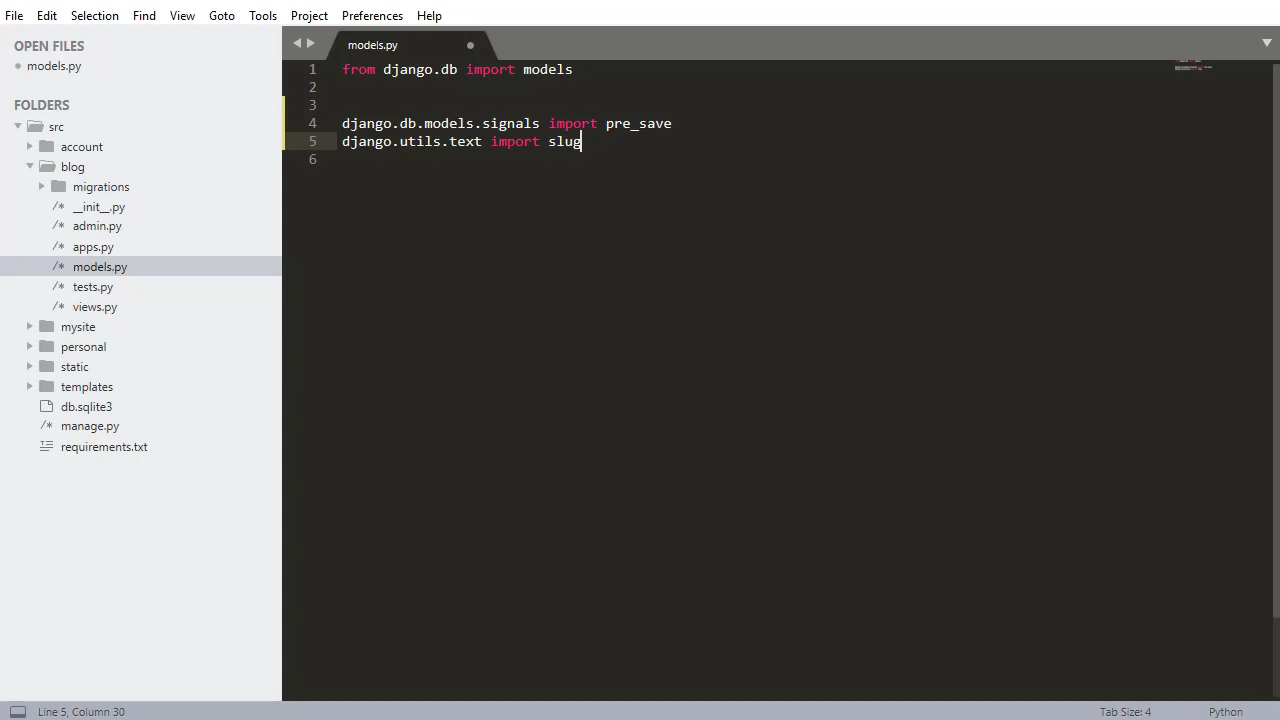 File Edit Selection Find View Goto Tools Project Preferences Help
OPEN FILES
models.py
FOLDERS
src
account
blog
migrations
/* __init__.py
/* admin.py
/* apps.py
/* models.py
/* tests.py
/* views.py
mysite
personal
static
templates
db.sqlite3
/* manage.py
requirements.txt
models.py
1 from django.db import models
2
3
4 django.db.models.signals import pre_save
5 django.utils.text import slug
6
Line 5, Column 30
Tab Size: 4
Python